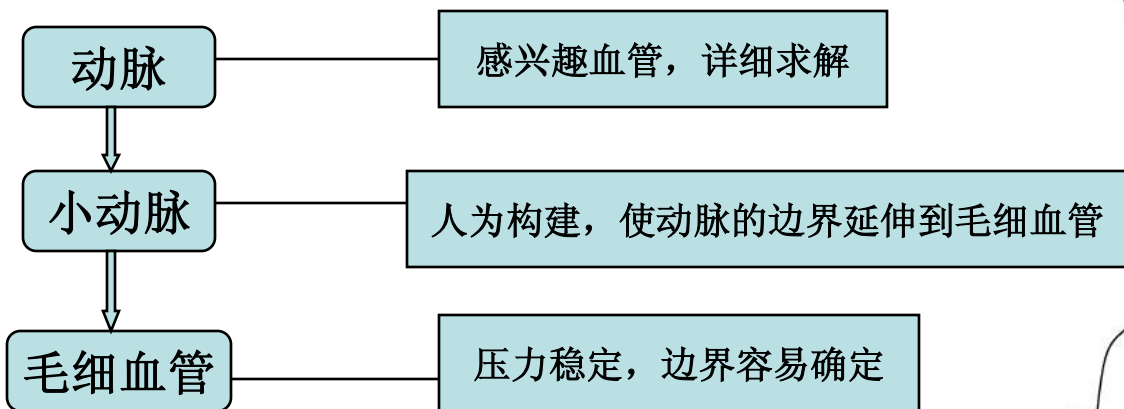 动脉
感兴趣血管，详细求解
小动脉
人为构建，使动脉的边界延伸到毛细血管
毛细血管
压力稳定，边界容易确定